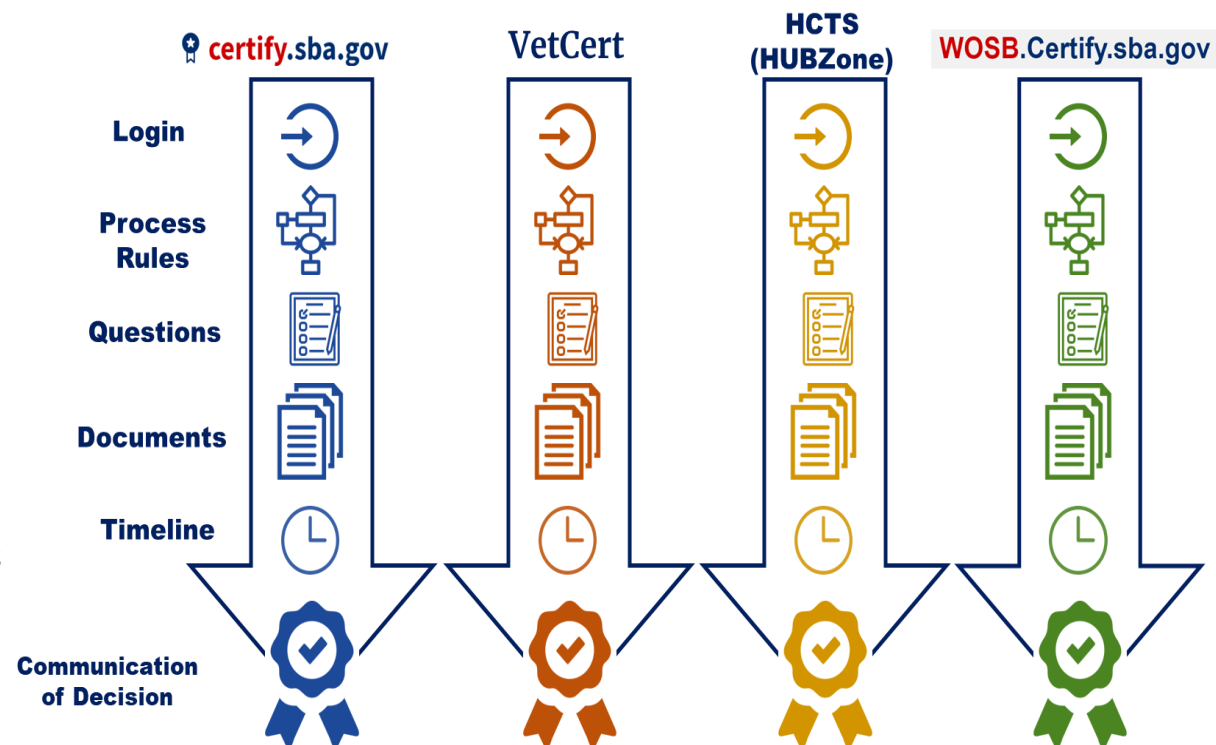 certify.sba.gov
VetCert
HCTS
(HUBZone)
WOSB.Certify.sba.gov
Login
Process
Rules
Questions
Documents
Timeline
Communication
of Decision